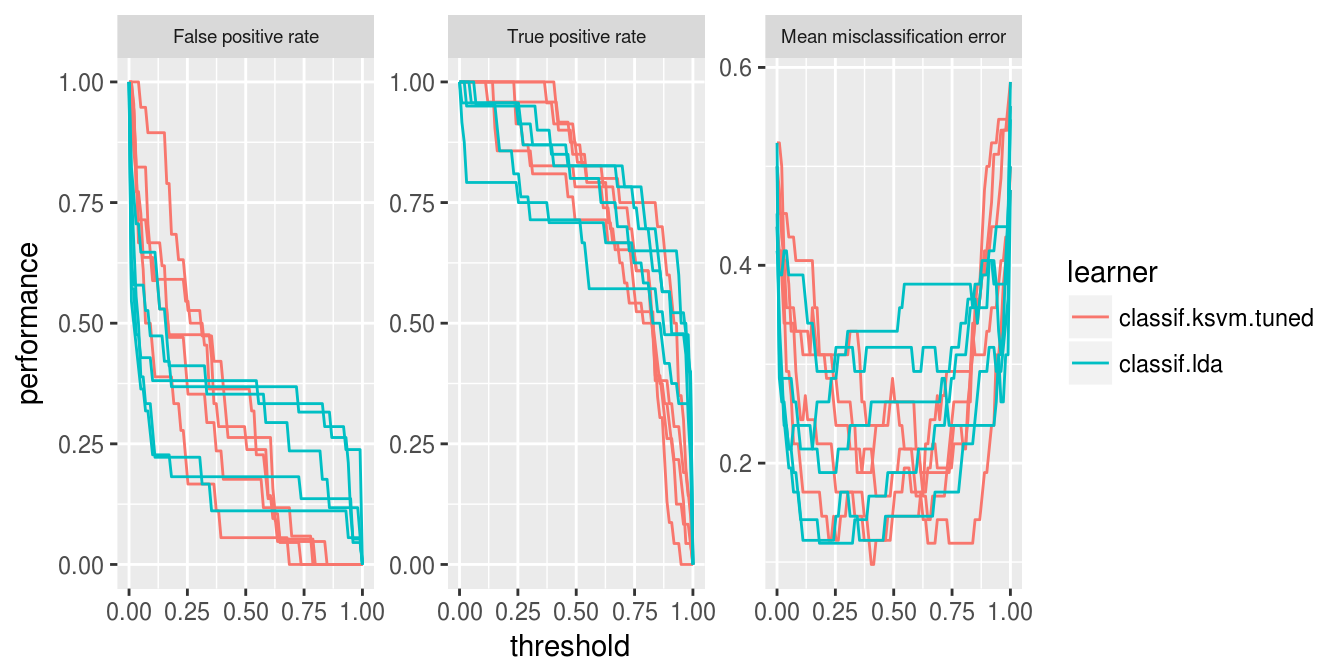 False positive rate
True positive rate
Mean misclassification error
performance
1.00
0.75
0.50
0.25
0.00
1.00
0.75
0.50
0.25
0.00
0.6
0.4
0.2
0.00 0.25 0.50 0.75 1.00
0.00 0.25 0.50 0.75 1.00
0.00 0.25 0.50 0.75 1.00
threshold
learner
classif.ksvm.tuned
classif.lda